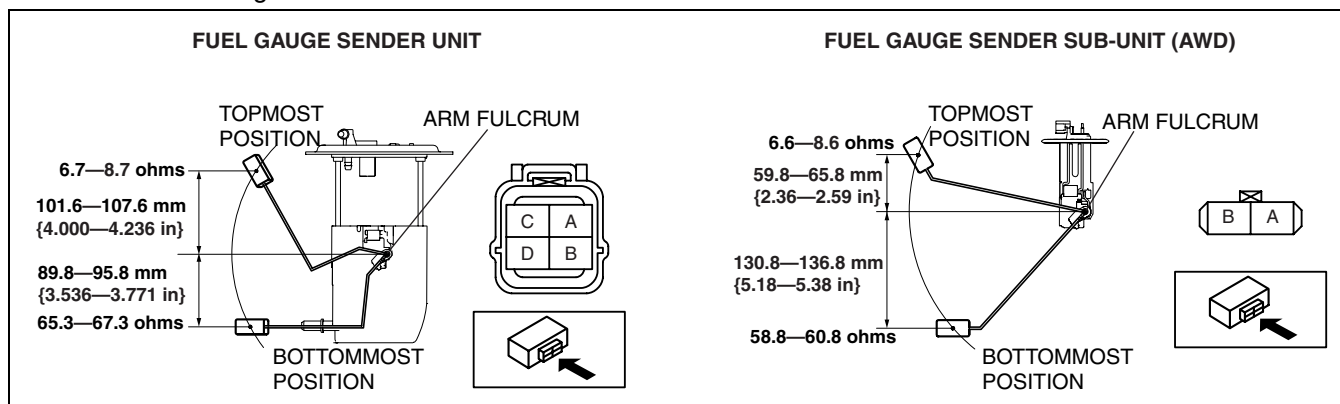 FUEL GAUGE SENDER UNIT
TOPMOST
POSITION
ARM FULCRUM
6.7—8.7 ohms
101.6—107.6 mm
{4.000—4.236 in}
89.8—95.8 mm
{3.536—3.771 in}
65.3—67.3 ohms
BOTTOMMOST
POSITION
C A
D B
FUEL GAUGE SENDER SUB-UNIT (AWD)
TOPMOST
POSITION
ARM FULCRUM
6.6—8.6 ohms
59.8—65.8 mm
{2.36—2.59 in}
130.8—136.8 mm
{5.18—5.38 in}
58.8—60.8 ohms
BOTTOMMOST
POSITION
B A